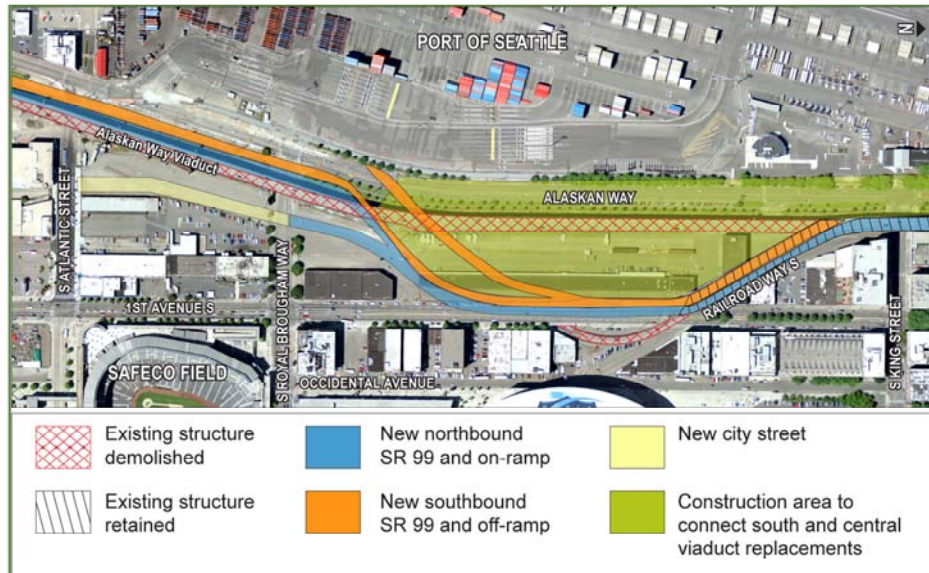 PORT OF SEATTLE
N
Alaskan Way Viaduct
ALASKAN WAY
S ATLANTIC STREET
S ROYAL BROUGHAM WAY
RAILROAD WAY S
1ST AVENUE S
SAFECO FIELD
OCCIDENTAL AVENUE
S KING STREET
Existing structure
demolished
New northbound
SR 99 and on-ramp
New city street
Existing structure
retained
New southbound
SR 99 and off-ramp
Construction area to
connect south and central
viaduct replacements